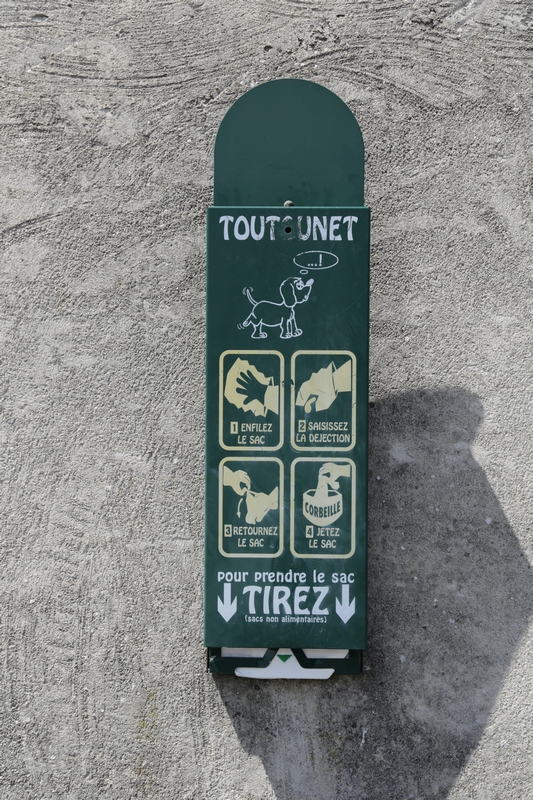 TOUTOUNET
...!
1 ENFILEZ
LE SAC
2 SAISISSEZ
LA DEJECTION
3 RETOURNEZ
LE SAC
CORBEILLE
4 JETEZ
LE SAC
pour prendre le sac
TIREZ
(sacs non alimentaires)